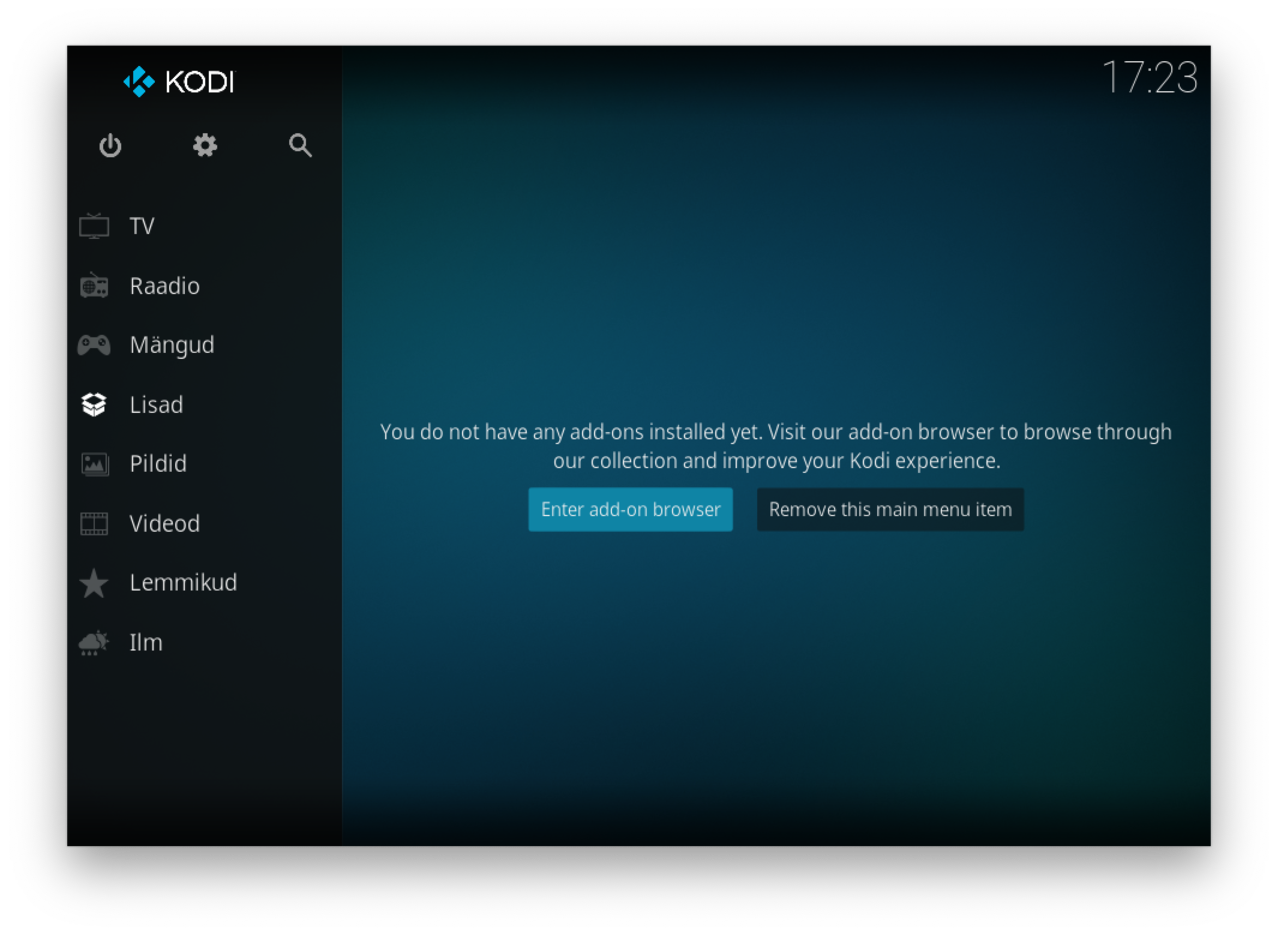 KODI
17:23
TV
Raadio
Mängud
Lisad
Pildid
Videod
Lemmikud
Ilm
You do not have any add-ons installed yet. Visit our add-on browser to browse through
our collection and improve your Kodi experience.
Enter add-on browser
Remove this main menu item